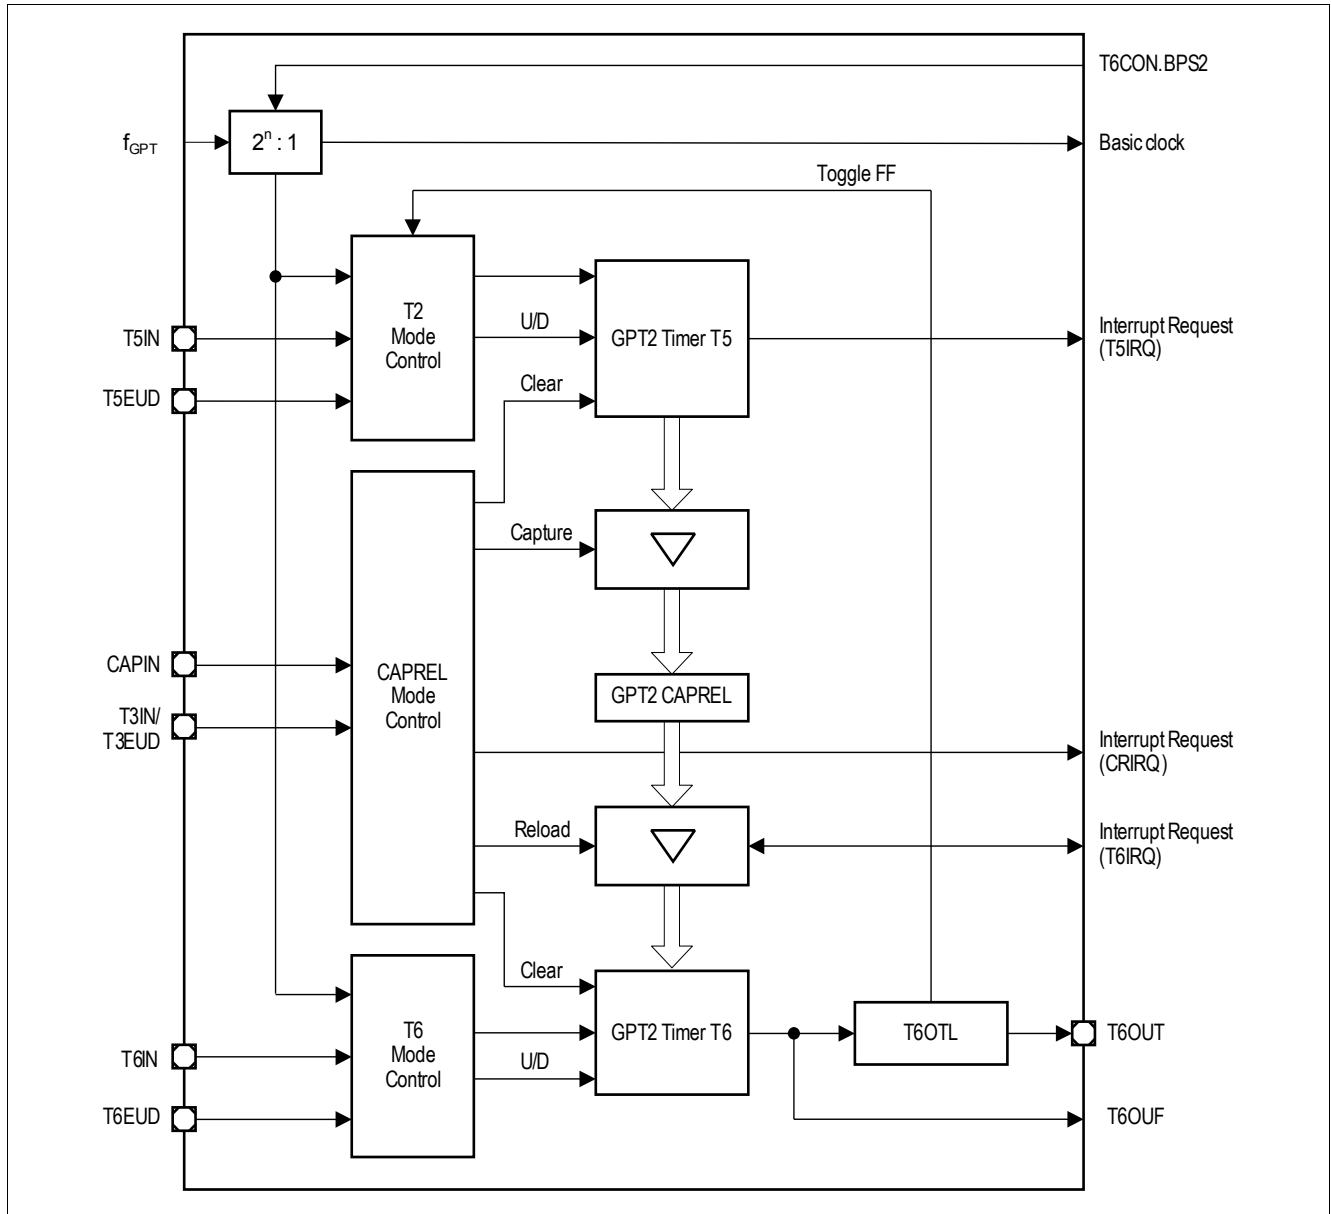 T6CON.BPS2
fGPT
2n : 1
Basic clock
Toggle FF
T2
Mode
Control
U/D
Clear
GPT2 Timer T5
T5IN
T5EUD
Interrupt Request
(T5IRQ)
Capture
CAPIN
T3IN/
T3EUD
CAPREL
Mode
Control
GPT2 CAPREL
Interrupt Request
(CRIRQ)
Reload
Interrupt Request
(T6IRQ)
Clear
T6
Mode
Control
U/D
GPT2 Timer T6
T6OTL
T6OUT
T6IN
T6EUD
T6OUF